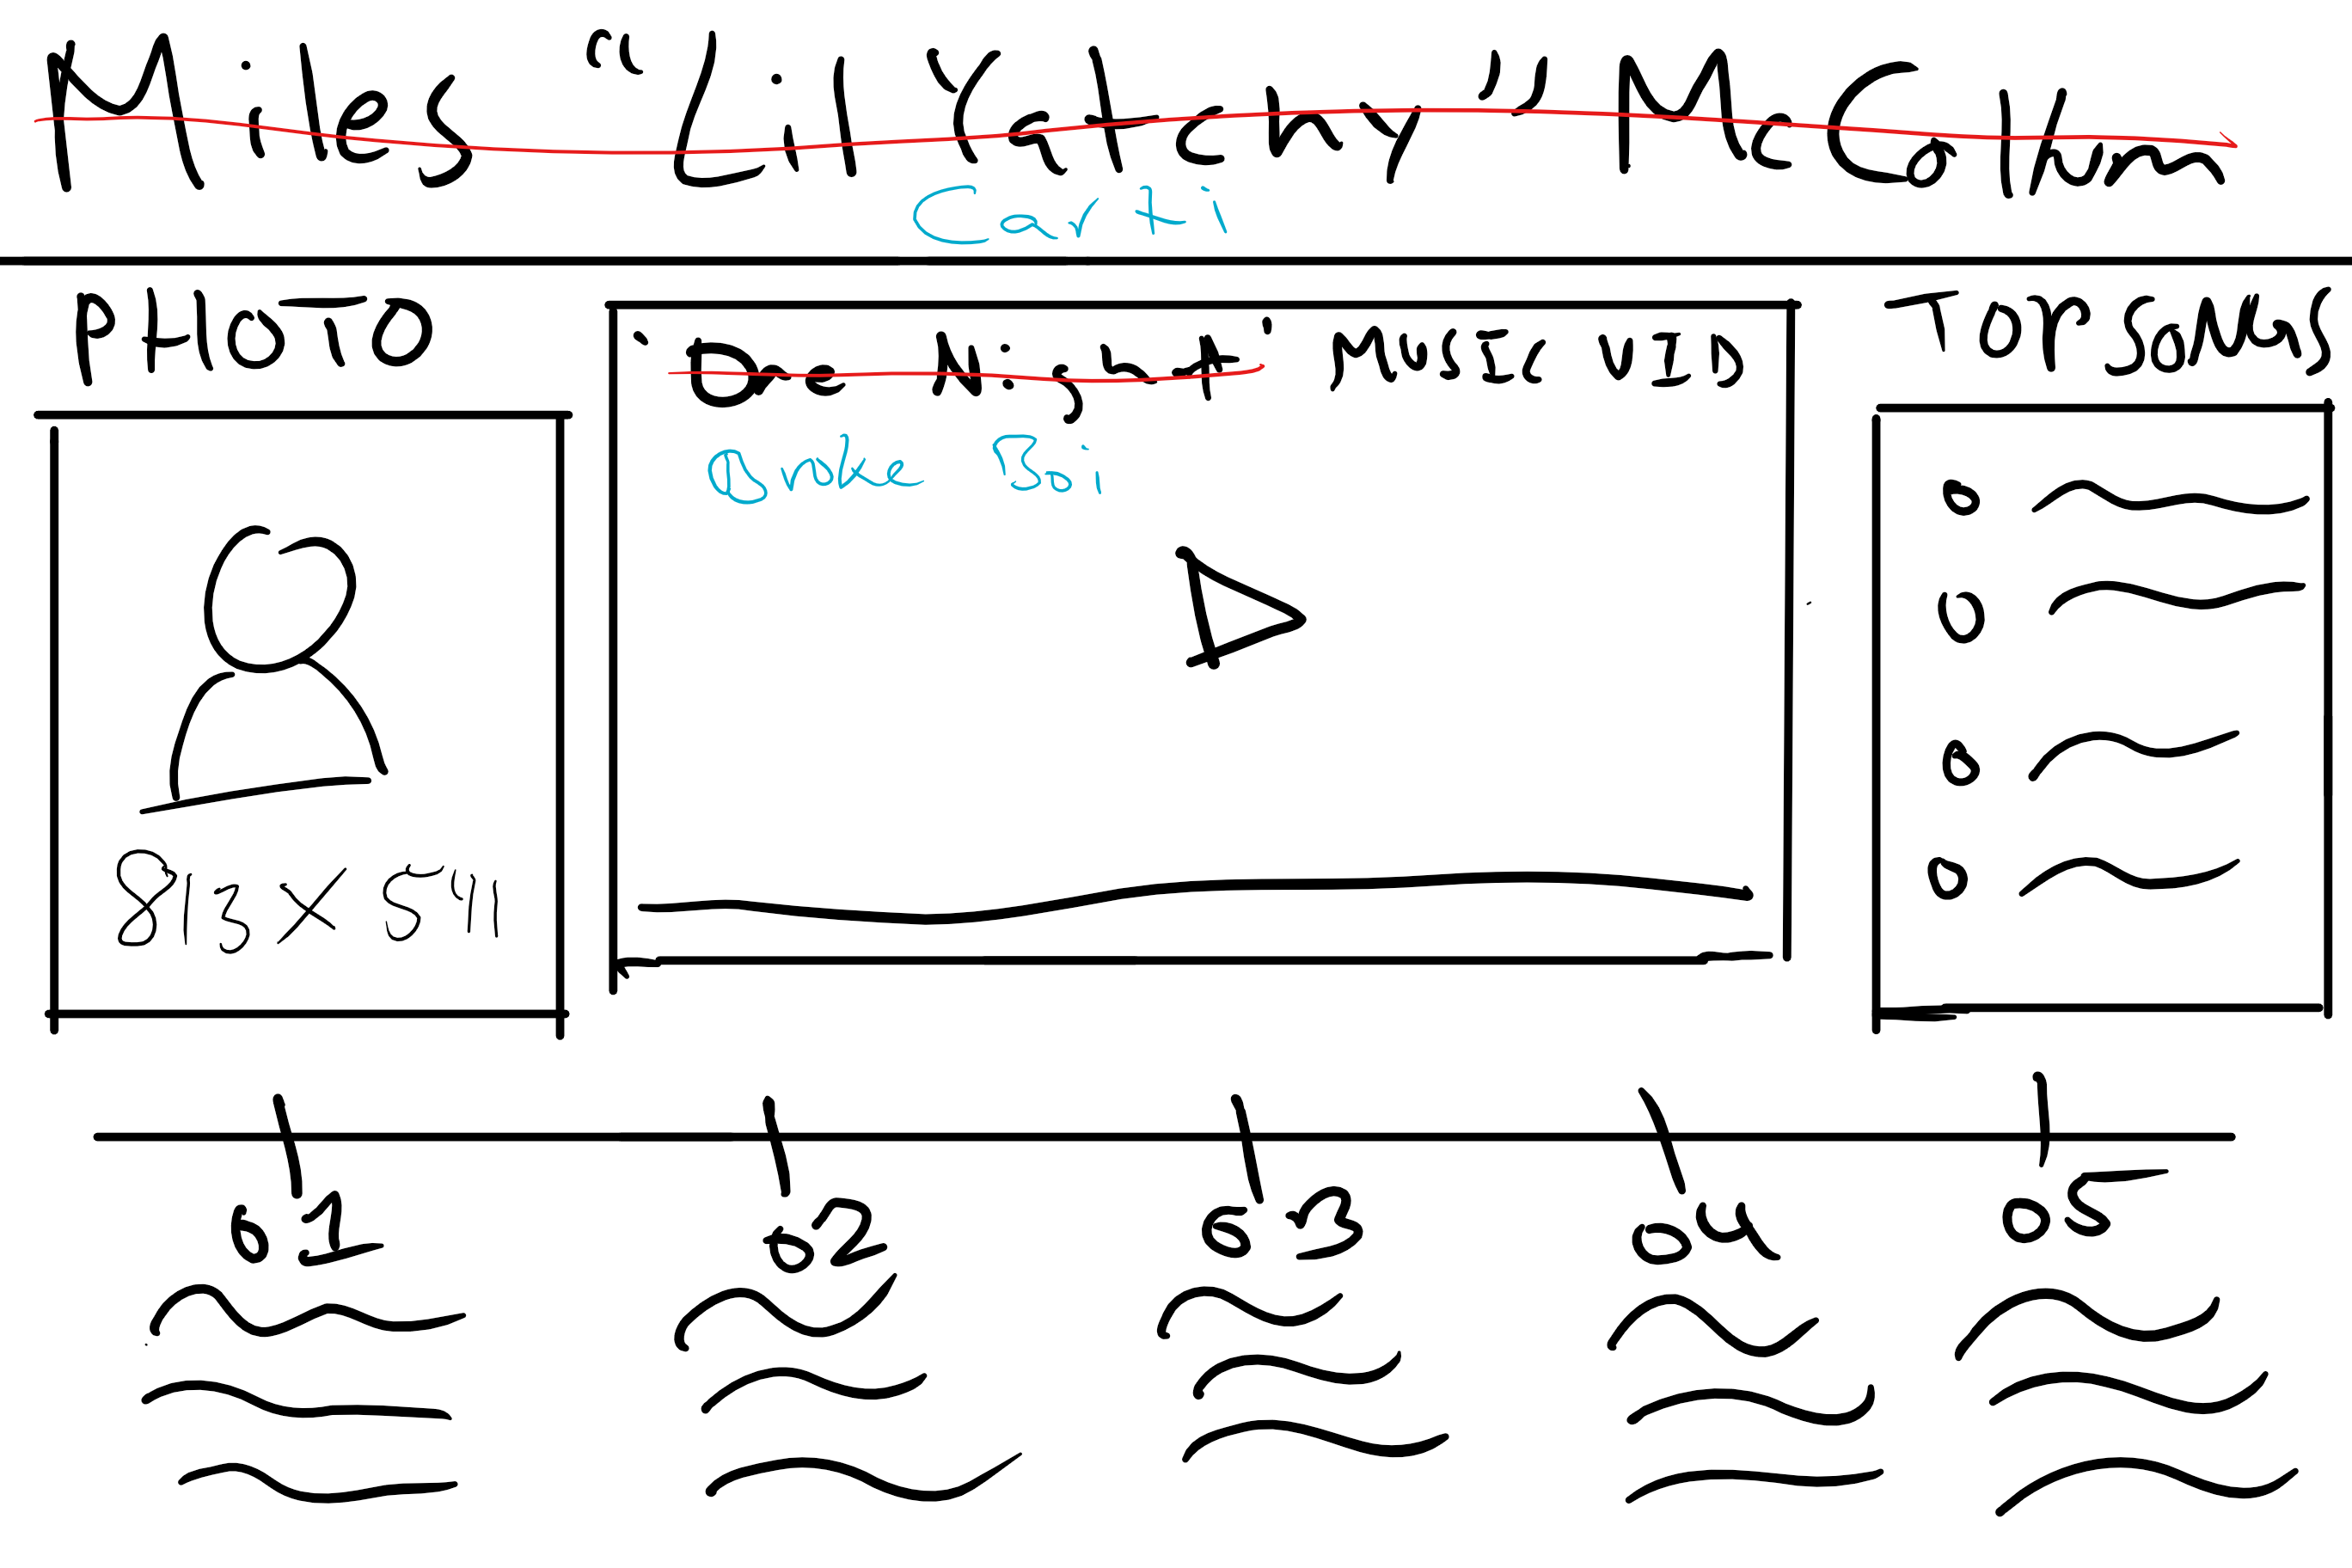 Miles "Lil Yatchy" McCollum
Carti
PHOTO
"One Night" MUSIC VID
Broke Boi
TOP SONGS
913 X 541
01
02
03
04
05